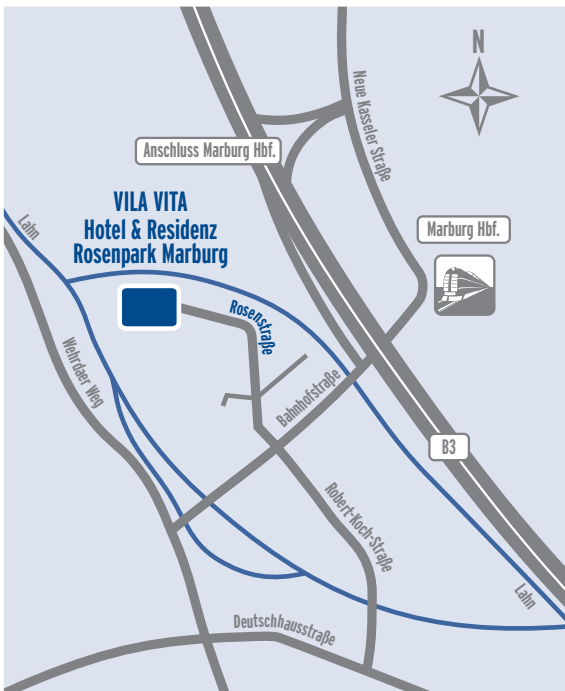 N
Neue Kasseler Straße
Anschluss Marburg Hbf.
VILA VITA
Hotel & Residenz
Rosenpark Marburg
Lahn
Marburg Hbf.
Rosenstraße
Wehrdaer Weg
Bahnhofstraße
B3
Robert-Koch-Straße
Lahn
Deutschhausstraße